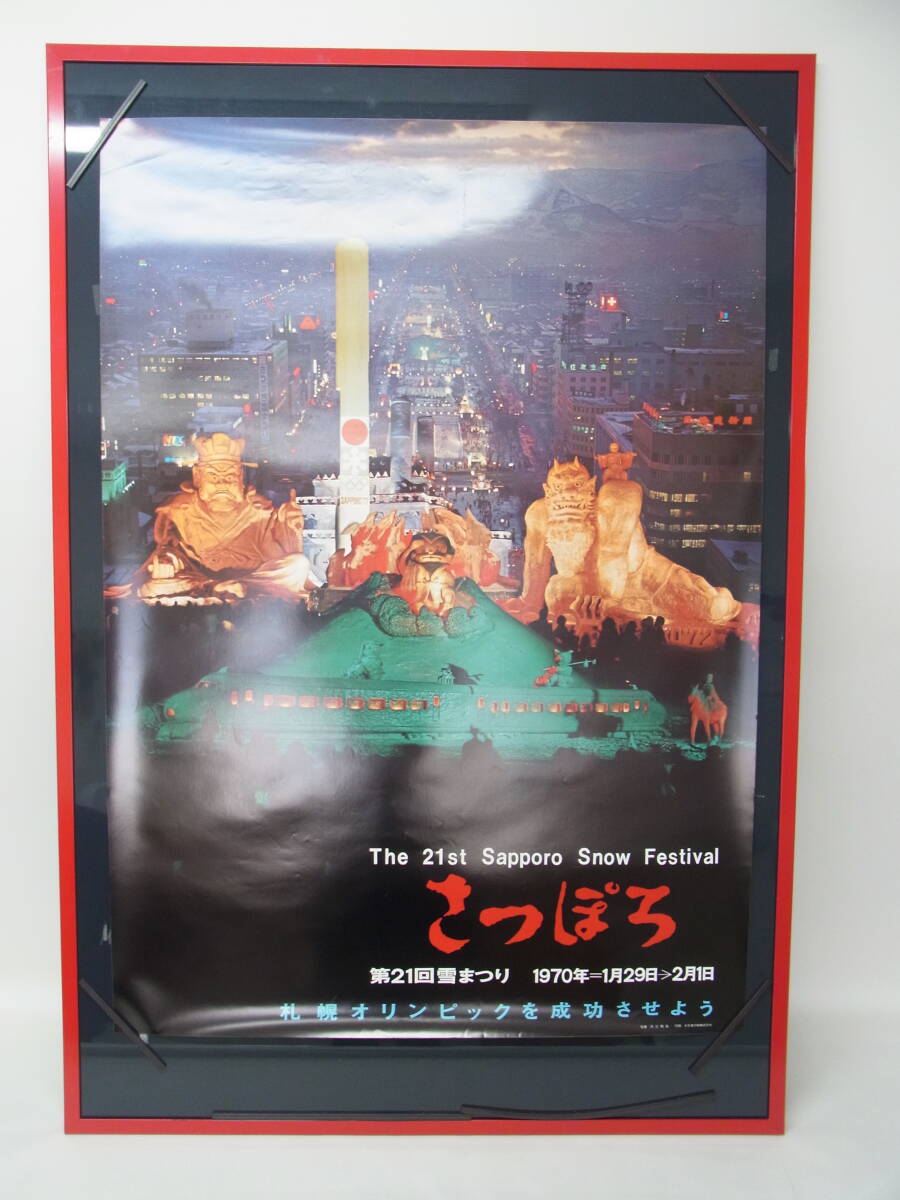 SAPPORO
1972
The 21st Sapporo Snow Festival
さっぽろ
第21回雪まつり 1970年=1月29日→2月1日
札幌オリンピックを成功させよう